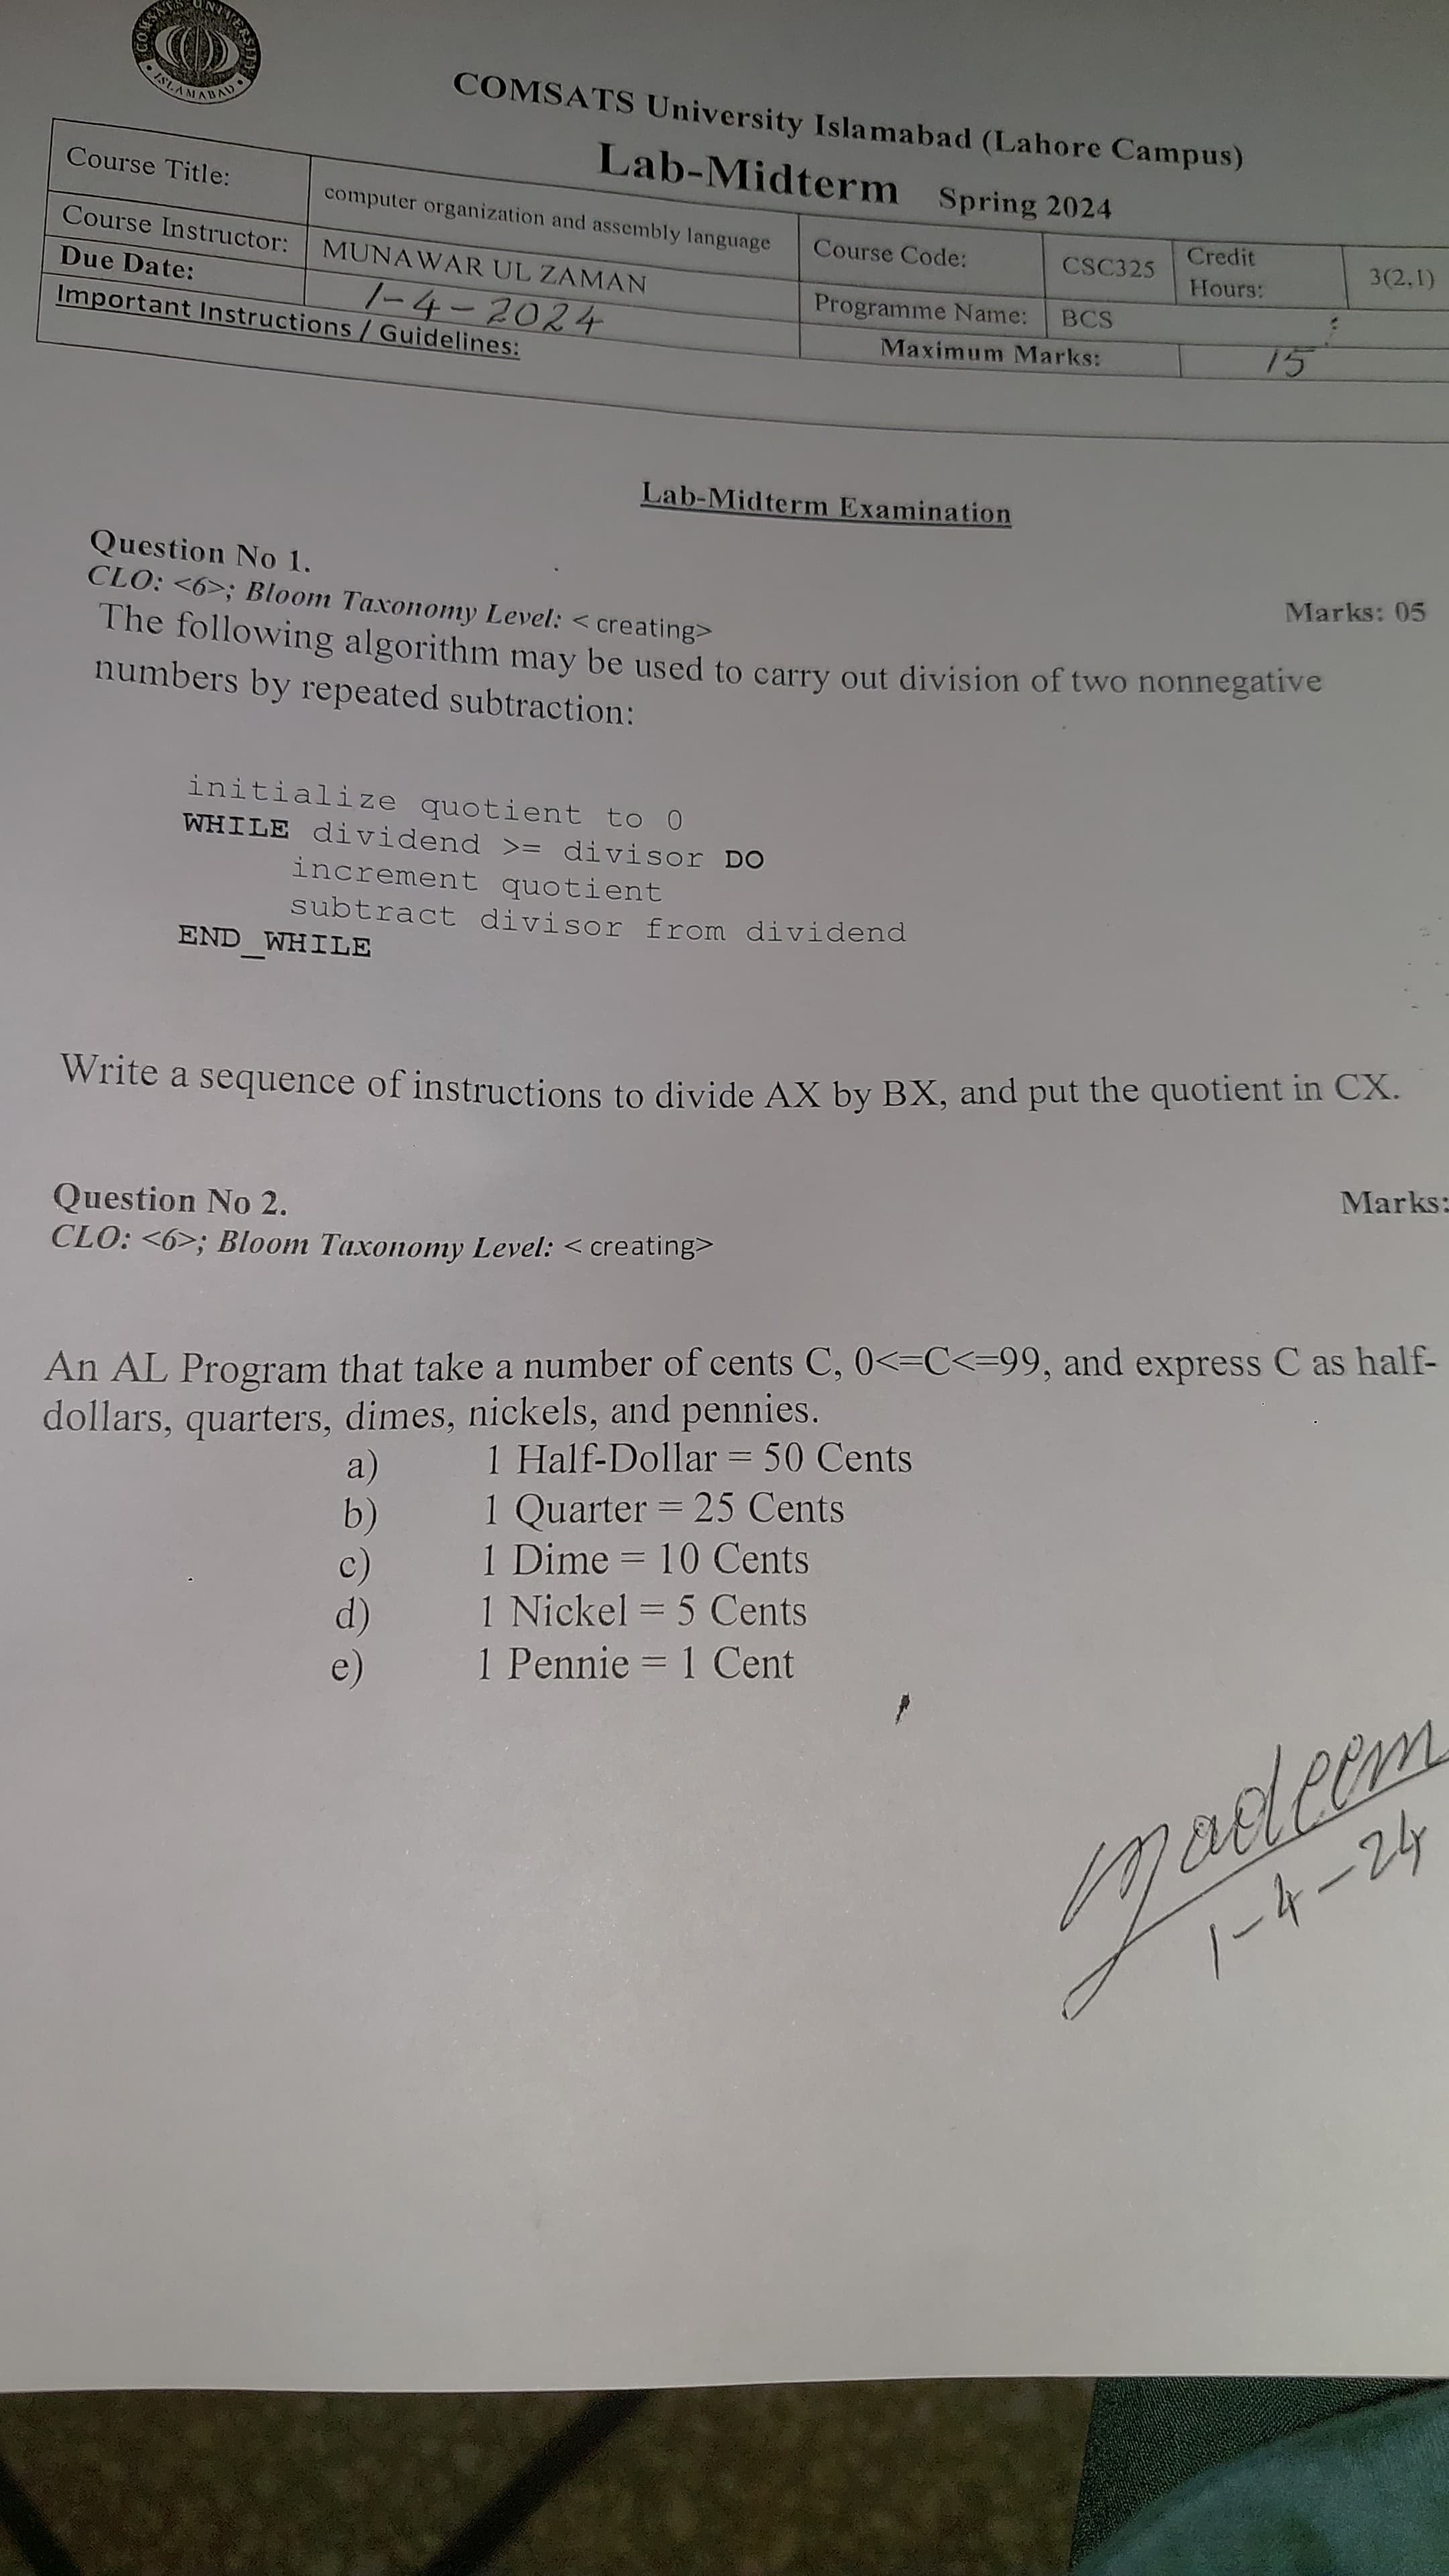 COMSATS UNIVERSITY
• ISLAMABAD •
COMSATS University Islamabad (Lahore Campus)
Lab-Midterm Spring 2024
Course Title: computer organization and assembly language Course Code: CSC325 Credit Hours: 3(2,1)
Course Instructor: MUNAWAR UL ZAMAN Programme Name: BCS
Due Date: 1-4-2024 Maximum Marks: 15
Important Instructions / Guidelines:
Lab-Midterm Examination
Question No 1.
CLO: <6>; Bloom Taxonomy Level: < creating>
Marks: 05
The following algorithm may be used to carry out division of two nonnegative
numbers by repeated subtraction:
initialize quotient to 0
WHILE dividend >= divisor DO
increment quotient
subtract divisor from dividend
END_WHILE
Write a sequence of instructions to divide AX by BX, and put the quotient in CX.
Question No 2. Marks:
CLO: <6>; Bloom Taxonomy Level: < creating>
An AL Program that take a number of cents C, 0<=C<=99, and express C as half-
dollars, quarters, dimes, nickels, and pennies.
a) 1 Half-Dollar = 50 Cents
b) 1 Quarter = 25 Cents
c) 1 Dime = 10 Cents
d) 1 Nickel = 5 Cents
e) 1 Pennie = 1 Cent
1-4-24